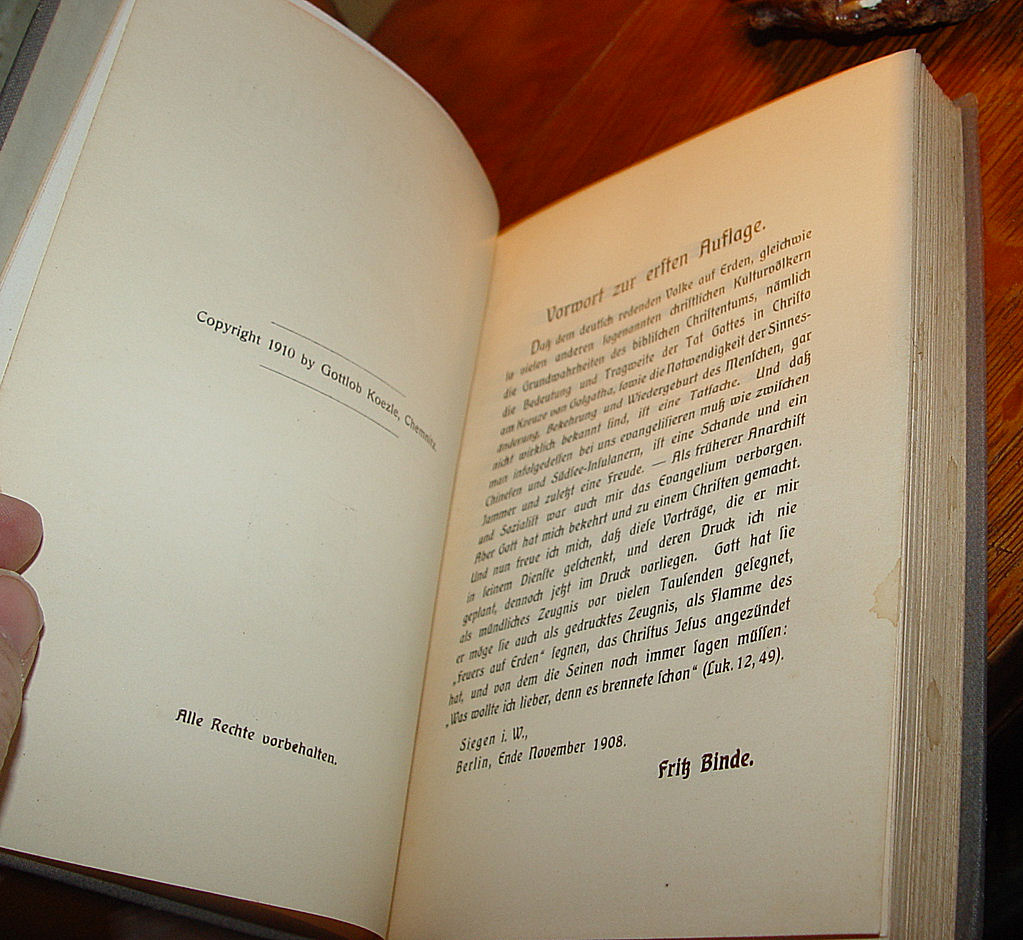 Copyright 1910 by Gottlob Koezle, Chemnitz.
Alle Rechte vorbehalten.
Vorwort zur erſten Auflage.
Daß dem deutſch redenden Volke auf Erden, gleichwie
ſo vielen anderen ſogenannten chriſtlichen Kulturvölkern
die Grundwahrheiten des bibliſchen Chriſtentums, nämlich
die Bedeutung und Tragweite der Tat Gottes in Chriſto
am Kreuze von Golgatha, ſowie die Notwendigkeit der Sinnes-
änderung, Bekehrung und Wiedergeburt des Menſchen, gar
nicht wirklich bekannt ſind, iſt eine Tatſache. Und daß
man infolgedeſſen bei uns evangeliſieren muß wie zwiſchen
Chineſen und Südſee-Inſulanern, iſt eine Schande und ein
Jammer und zuletzt eine Freude. — Als früherer Anarchiſt
und Sozialiſt war auch mir das Evangelium verborgen.
Aber Gott hat mich bekehrt und zu einem Chriſten gemacht.
Und nun freue ich mich, daß dieſe Vorträge, die er mir
in ſeinem Dienſte geſchenkt, und deren Druck ich nie
geplant, dennoch jetzt im Druck vorliegen. Gott hat ſie
als mündliches Zeugnis vor vielen Tauſenden geſegnet,
er möge ſie auch als gedrucktes Zeugnis, als Flamme des
„Feuers auf Erden“ ſegnen, das Chriſtus Jeſus angezündet
hat, und von dem die Seinen noch immer ſagen müſſen:
„Was wollte ich lieber, denn es brennete ſchon“ (Luk. 12, 49).
Siegen i. W.,
Berlin, Ende November 1908.
Fritz Binde.